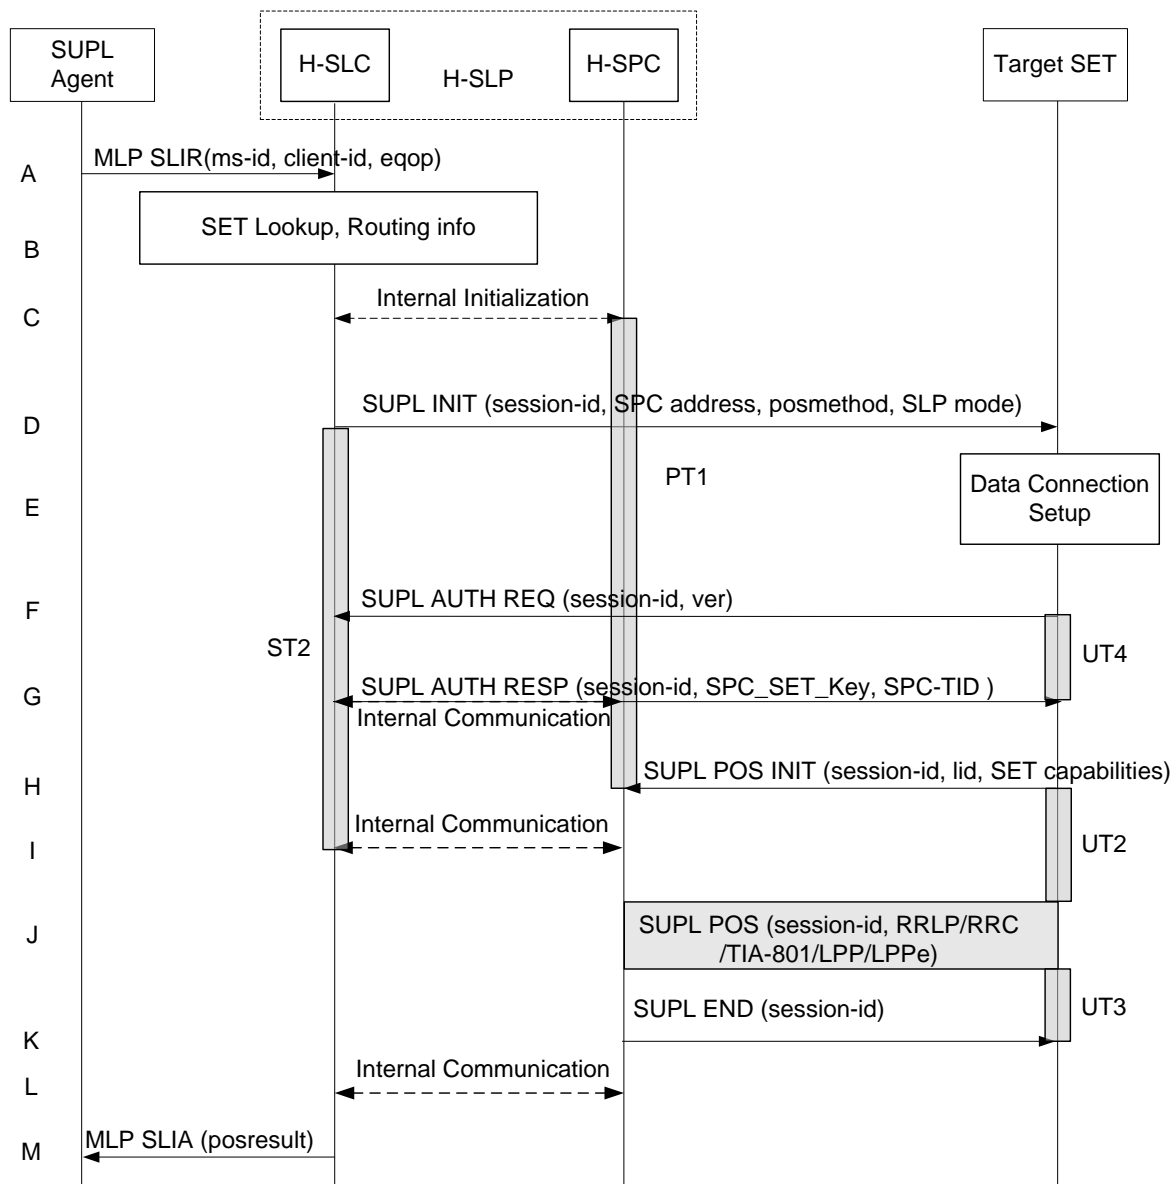 SUPL
Agent
H-SLC
H-SLP
H-SPC
Target SET
A
MLP SLIR(ms-id, client-id, eqop)
B
SET Lookup, Routing info
C
Internal Initialization
D
SUPL INIT (session-id, SPC address, posmethod, SLP mode)
PT1
E
Data Connection
Setup
F
SUPL AUTH REQ (session-id, ver)
ST2
UT4
G
SUPL AUTH RESP (session-id, SPC_SET_Key, SPC-TID )
Internal Communication
H
SUPL POS INIT (session-id, lid, SET capabilities)
I
Internal Communication
UT2
J
SUPL POS (session-id, RRLP/RRC
/TIA-801/LPP/LPPe)
K
SUPL END (session-id)
UT3
L
Internal Communication
M
MLP SLIA (posresult)